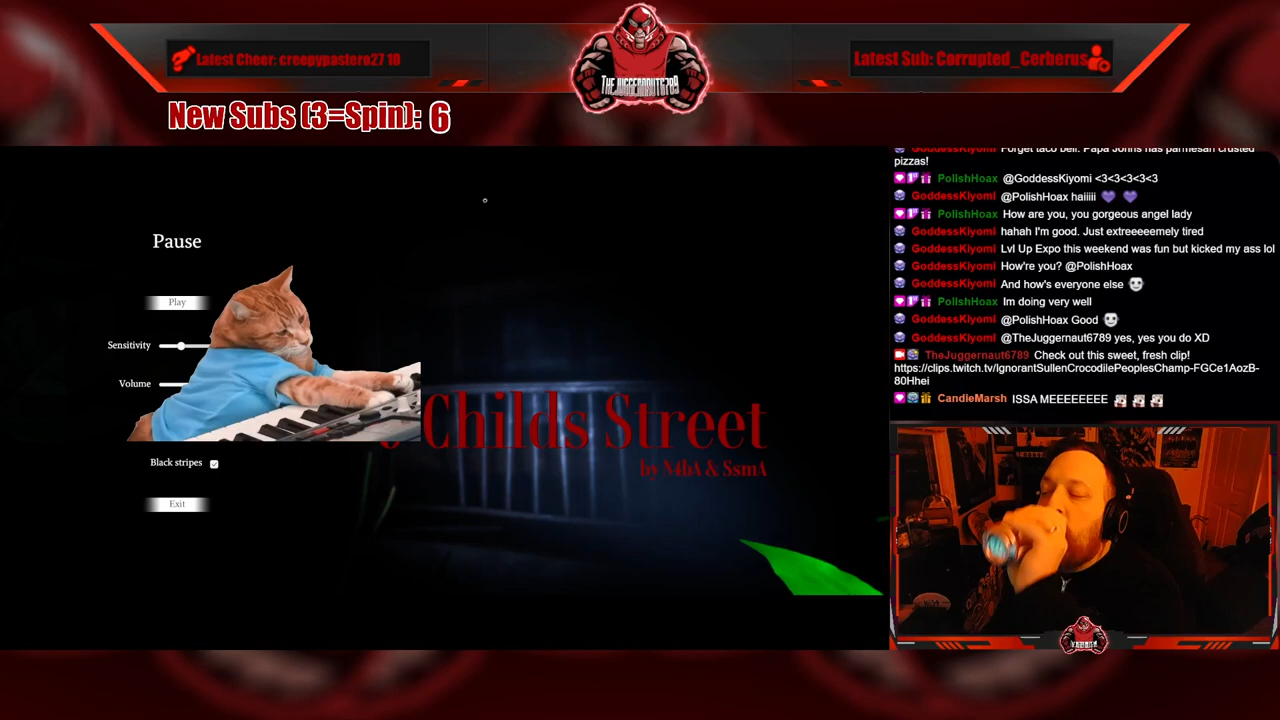 Latest Cheer: creepypastero27 10
THEJUGGERNAUT6789
Latest Sub: Corrupted_Cerberus
New Subs (3=Spin): 6
Pause
Play
Sensitivity
Volume
Black stripes
Exit
Childs Street
by N4bA & SsmA
GoddessKiyomi Forget taco bell. Papa Johns has parmesan crusted
pizzas!
PolishHoax @GoddessKiyomi <3<3<3<3<3
GoddessKiyomi @PolishHoax haiiiii
PolishHoax How are you, you gorgeous angel lady
GoddessKiyomi hahah I'm good. Just extreeeeemely tired
GoddessKiyomi Lvl Up Expo this weekend was fun but kicked my ass lol
GoddessKiyomi How're you? @PolishHoax
GoddessKiyomi And how's everyone else
PolishHoax Im doing very well
GoddessKiyomi @PolishHoax Good
GoddessKiyomi @TheJuggernaut6789 yes, yes you do XD
TheJuggernaut6789 Check out this sweet, fresh clip!
https://clips.twitch.tv/IgnorantSullenCrocodilePeoplesChamp-FGCe1AozB-
80Hhei
CandieMarsh ISSA MEEEEEEEE